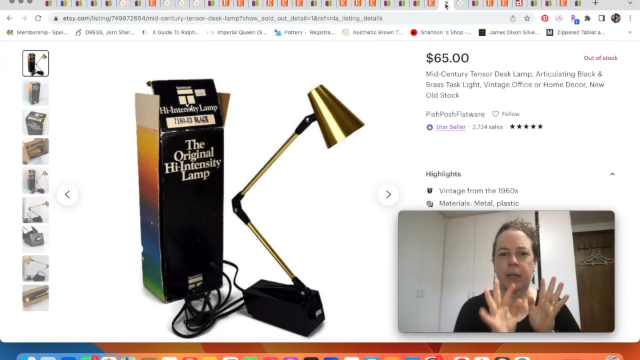 etsy.com/listing/749872654/mid-century-tensor-desk-lamp?show_sold_out_detail=1&ref=nla_listing_details
Membership- Spell
DRESS, Jerri Sher
A Guide To Ralph
Imperial Queen (S
Pottery - Registra
Aesthetic Brown T
Shannon 's Shop -
James Dixon Silve
Zippered Tablet a
$65.00
Out of stock
Mid-Century Tensor Desk Lamp, Articulating Black &
Brass Task Light, Vintage Office or Home Decor, New
Old Stock
PishPoshFlatware
Follow
Star Seller
2,734 sales
Highlights
Vintage from the 1960s
Materials: Metal, plastic
Hi-Intensity Lamp
7100-03 BLACK
The
Original
Hi-Intensity
Lamp